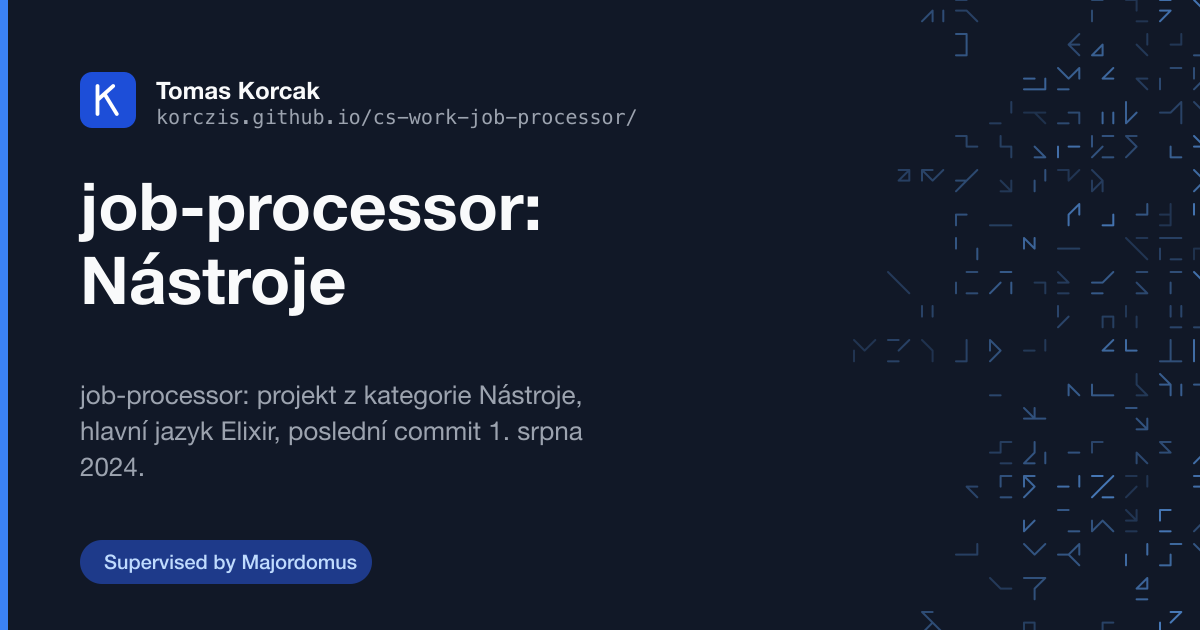 K
Tomas Korcak
korczis.github.io/cs-work-job-processor/
job-processor:
Nástroje
job-processor: projekt z kategorie Nástroje,
hlavní jazyk Elixir, poslední commit 1. srpna
2024.
Supervised by Majordomus